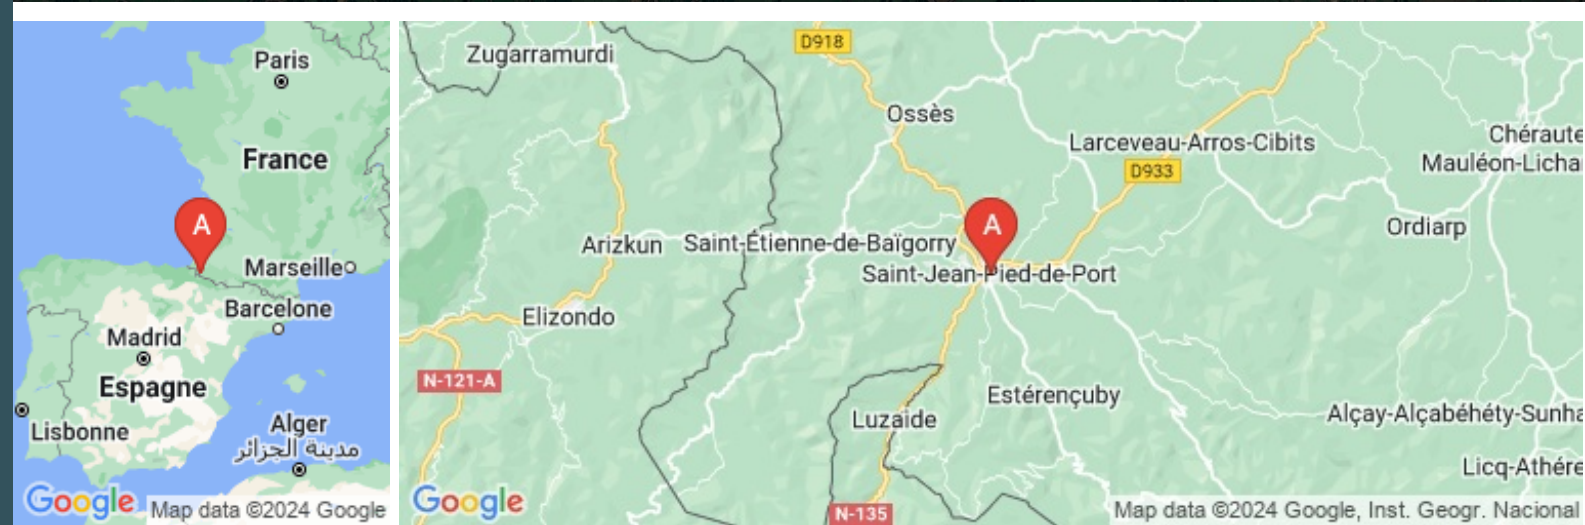 Paris
France
A
Marseille
Barcelone
Madrid
Espagne
Lisbonne
Alger
مدينة الجزائر
Google
Map data ©2024 Google
Zugarramurdi
D918
Ossès
Larceveau-Arros-Cibits
D933
Chéraute
Mauléon-Lichar
Ordiarp
A
Arizkun
Saint-Étienne-de-Baïgorry
Saint-Jean-Pied-de-Port
Elizondo
N-121-A
Estérençuby
Luzaide
Alçay-Alçabéhéty-Sunha
Licq-Athére
Google
N-135
Map data ©2024 Google, Inst. Geogr. Nacional